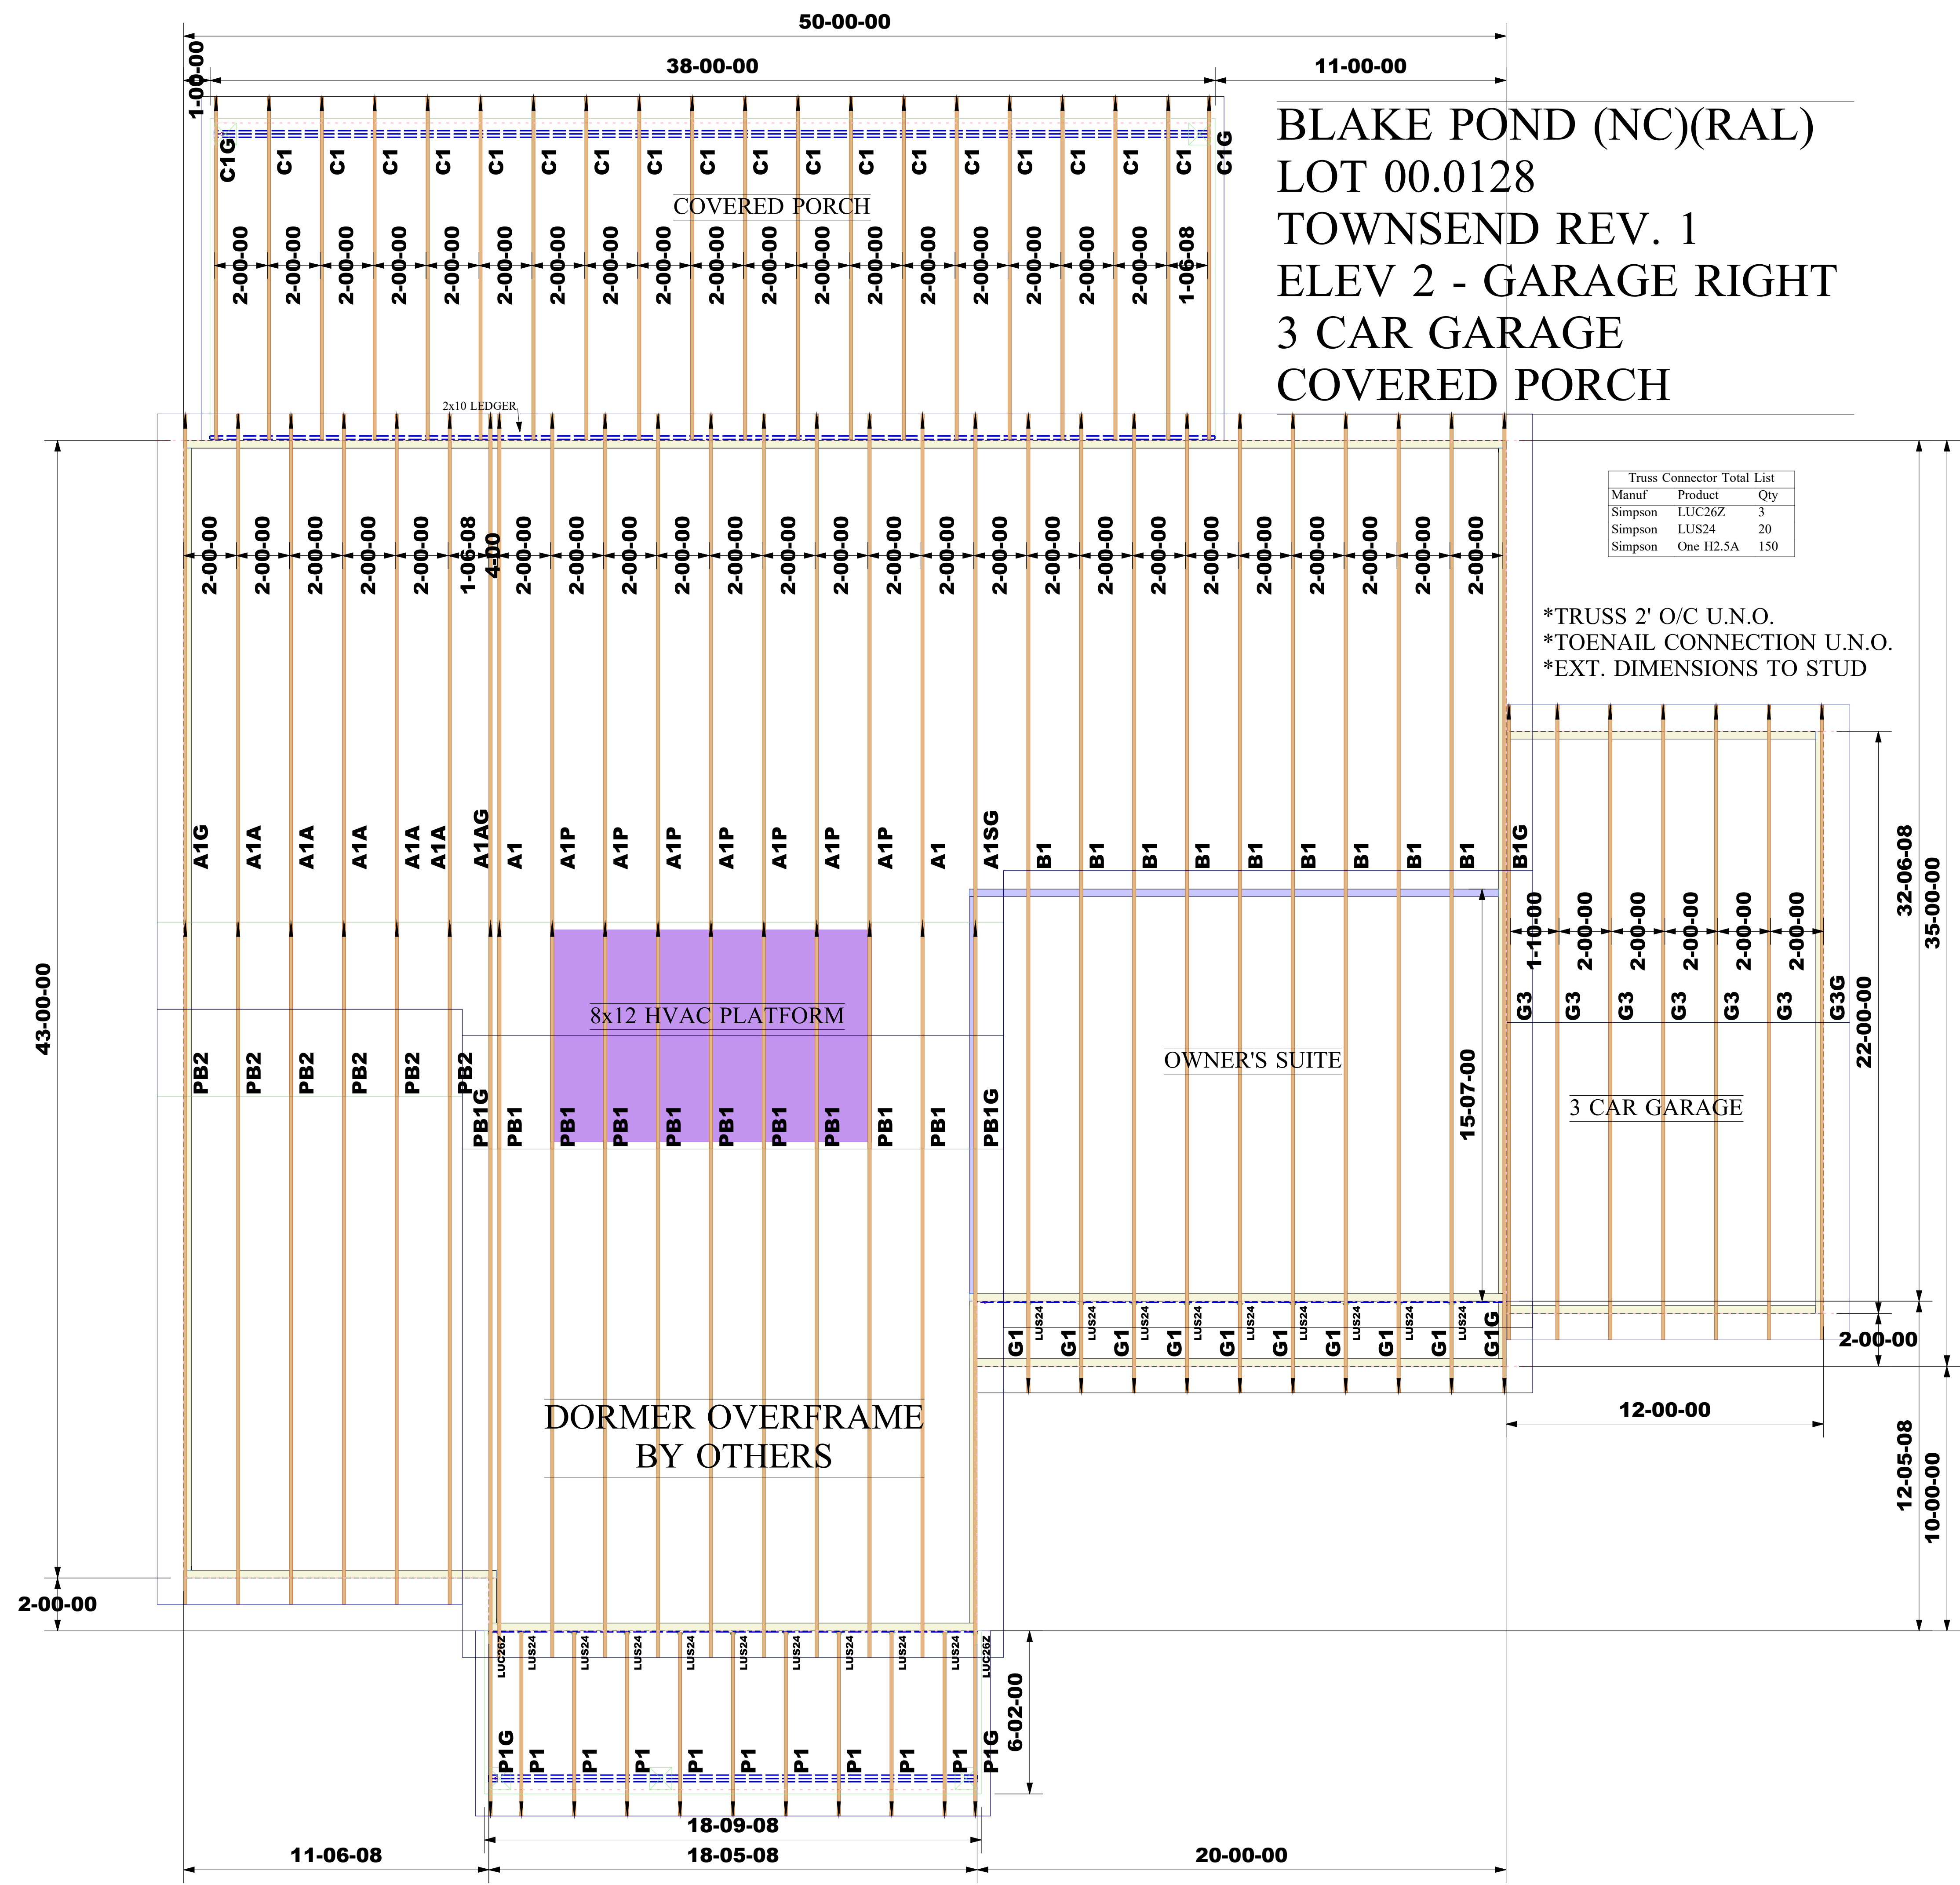 50-00-00
1-00-00
38-00-00
11-00-00
BLAKE POND (NC)(RAL)
LOT 00.0128
TOWNSEND REV. 1
ELEV 2 - GARAGE RIGHT
3 CAR GARAGE
COVERED PORCH
C1G C1 C1 C1 C1 C1 C1 C1 C1 C1 C1 C1 C1 C1 C1 C1 C1 C1 C1 C1G
COVERED PORCH
2-00-00 2-00-00 2-00-00 2-00-00 2-00-00 2-00-00 2-00-00 2-00-00 2-00-00 2-00-00 2-00-00 2-00-00 2-00-00 2-00-00 2-00-00 2-00-00 2-00-00 2-00-00 1-06-08
2x10 LEDGER
Truss Connector Total List
Manuf Product Qty
Simpson LUC26Z 3
Simpson LUS24 20
Simpson One H2.5A 150
2-00-00 2-00-00 2-00-00 2-00-00 2-00-00 1-06-08 4-00 2-00-00 2-00-00 2-00-00 2-00-00 2-00-00 2-00-00 2-00-00 2-00-00 2-00-00 2-00-00 2-00-00 2-00-00 2-00-00 2-00-00 2-00-00 2-00-00 2-00-00 2-00-00 2-00-00
*TRUSS 2' O/C U.N.O.
*TOENAIL CONNECTION U.N.O.
*EXT. DIMENSIONS TO STUD
A1G A1A A1A A1A A1A A1A A1AG A1 A1P A1P A1P A1P A1P A1P A1P A1 A1SG B1 B1 B1 B1 B1 B1 B1 B1 B1 B1G
32-06-08
35-00-00
1-10-00 2-00-00 2-00-00 2-00-00 2-00-00 2-00-00
G3 G3 G3 G3 G3 G3 G3G
22-00-00
43-00-00
8x12 HVAC PLATFORM
OWNER'S SUITE
15-07-00
3 CAR GARAGE
PB2 PB2 PB2 PB2 PB2 PB2
PB1G PB1 PB1 PB1 PB1 PB1 PB1 PB1 PB1 PB1G
LUS24 LUS24 LUS24 LUS24 LUS24 LUS24 LUS24 LUS24 LUS24
G1 G1 G1 G1 G1 G1 G1 G1 G1 G1G
2-00-00
12-00-00
DORMER OVERFRAME
BY OTHERS
12-05-08
10-00-00
2-00-00
LUC26Z LUS24 LUS24 LUS24 LUS24 LUS24 LUS24 LUS24 LUS24 LUS24 LUC26Z
6-02-00
P1G P1 P1 P1 P1 P1 P1 P1 P1 P1 P1G
18-09-08
11-06-08
18-05-08
20-00-00